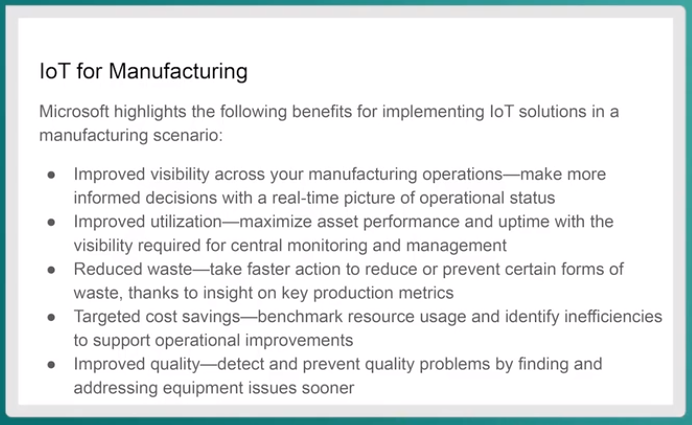 IoT for Manufacturing
Microsoft highlights the following benefits for implementing IoT solutions in a
manufacturing scenario:
● Improved visibility across your manufacturing operations—make more
informed decisions with a real-time picture of operational status
● Improved utilization—maximize asset performance and uptime with the
visibility required for central monitoring and management
● Reduced waste—take faster action to reduce or prevent certain forms of
waste, thanks to insight on key production metrics
● Targeted cost savings—benchmark resource usage and identify inefficiencies
to support operational improvements
● Improved quality—detect and prevent quality problems by finding and
addressing equipment issues sooner